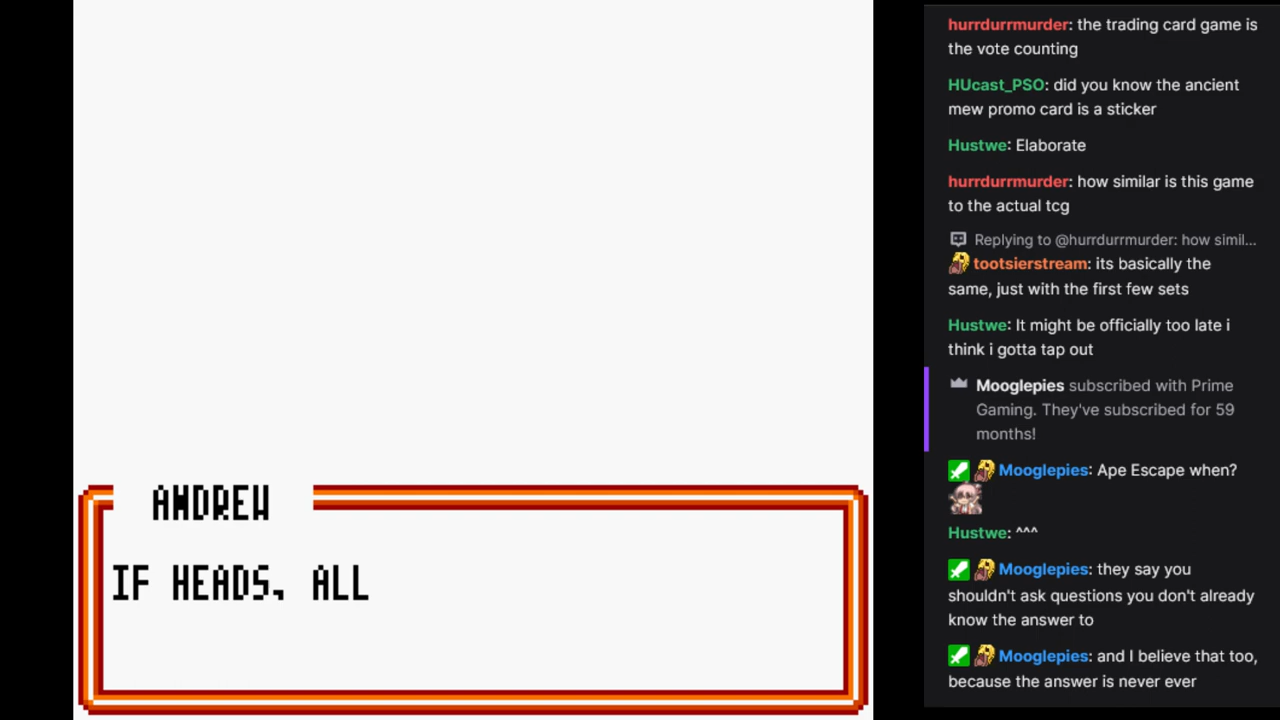 ANDREW
IF HEADS, ALL
hurrdurrmurder: the trading card game is
the vote counting
HUcast_PSO: did you know the ancient
mew promo card is a sticker
Hustwe: Elaborate
hurrdurrmurder: how similar is this game
to the actual tcg
Replying to @hurrdurrmurder: how simil...
tootsierstream: its basically the
same, just with the first few sets
Hustwe: It might be officially too late i
think i gotta tap out
Mooglepies subscribed with Prime
Gaming. They've subscribed for 59
months!
Mooglepies: Ape Escape when?
Hustwe: ^^^
Mooglepies: they say you
shouldn't ask questions you don't already
know the answer to
Mooglepies: and I believe that too,
because the answer is never ever